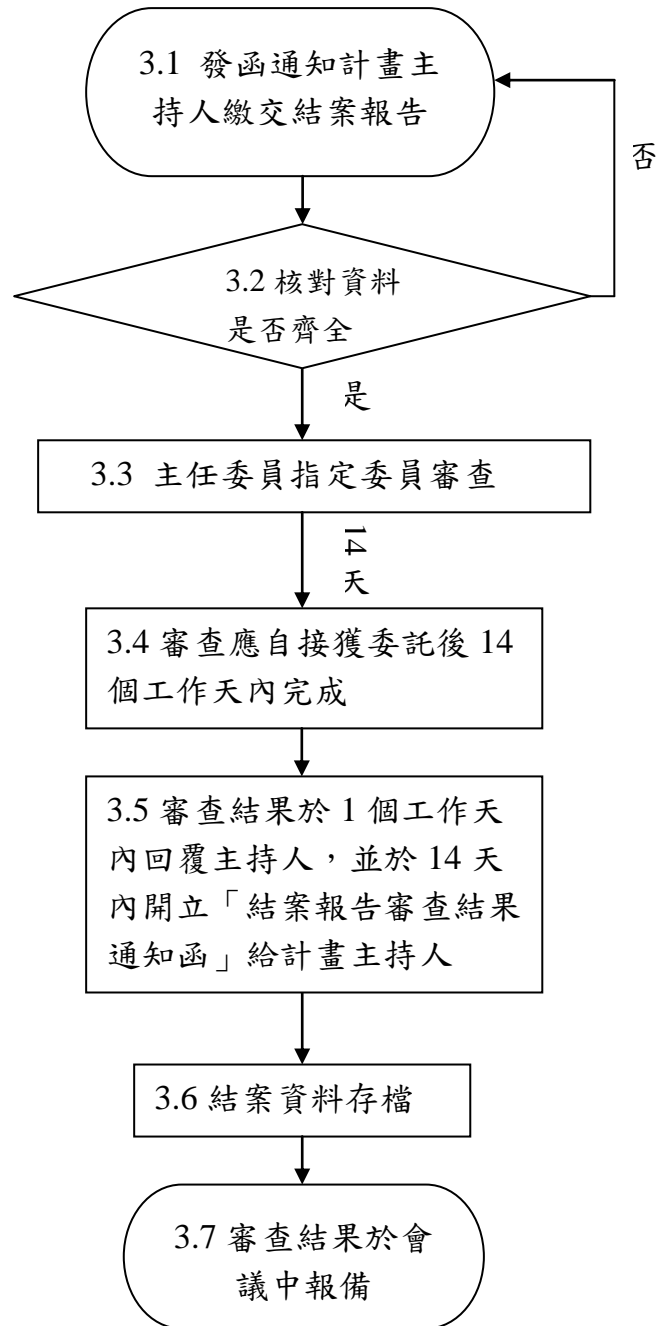 3.1 發函通知計畫主
持人繳交結案報告
否
3.2 核對資料
是否齊全
是
3.3 主任委員指定委員審查
14天
3.4 審查應自接獲委託後 14
個工作天內完成
3.5 審查結果於 1 個工作天
內回覆主持人，並於 14 天
內開立「結案報告審查結果
通知函」給計畫主持人
3.6 結案資料存檔
3.7 審查結果於會
議中報備